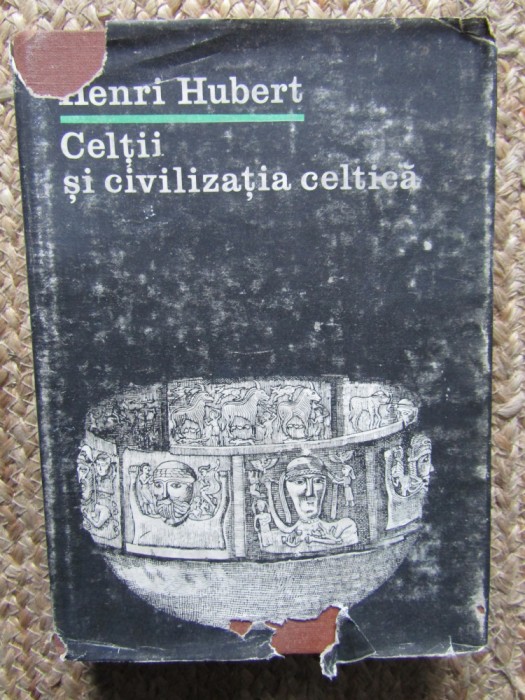 Henri Hubert
Celții
și civilizația celtică